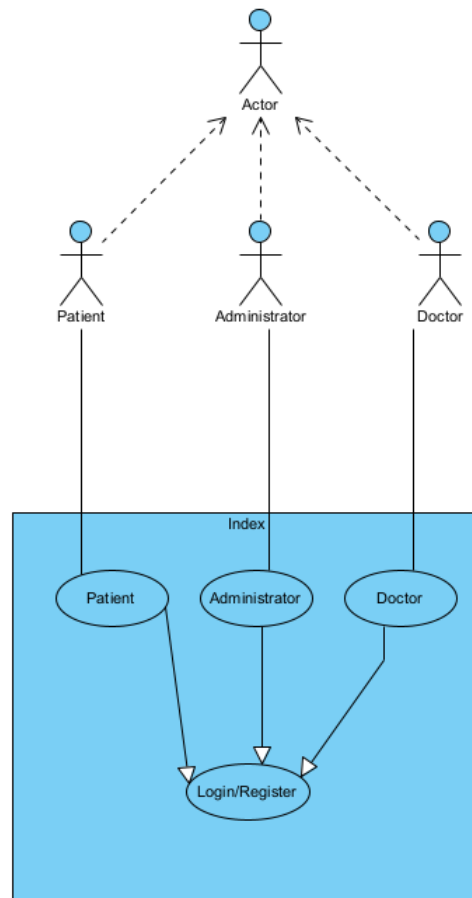 Actor
Patient
Administrator
Doctor
Index
Patient
Administrator
Doctor
Login/Register